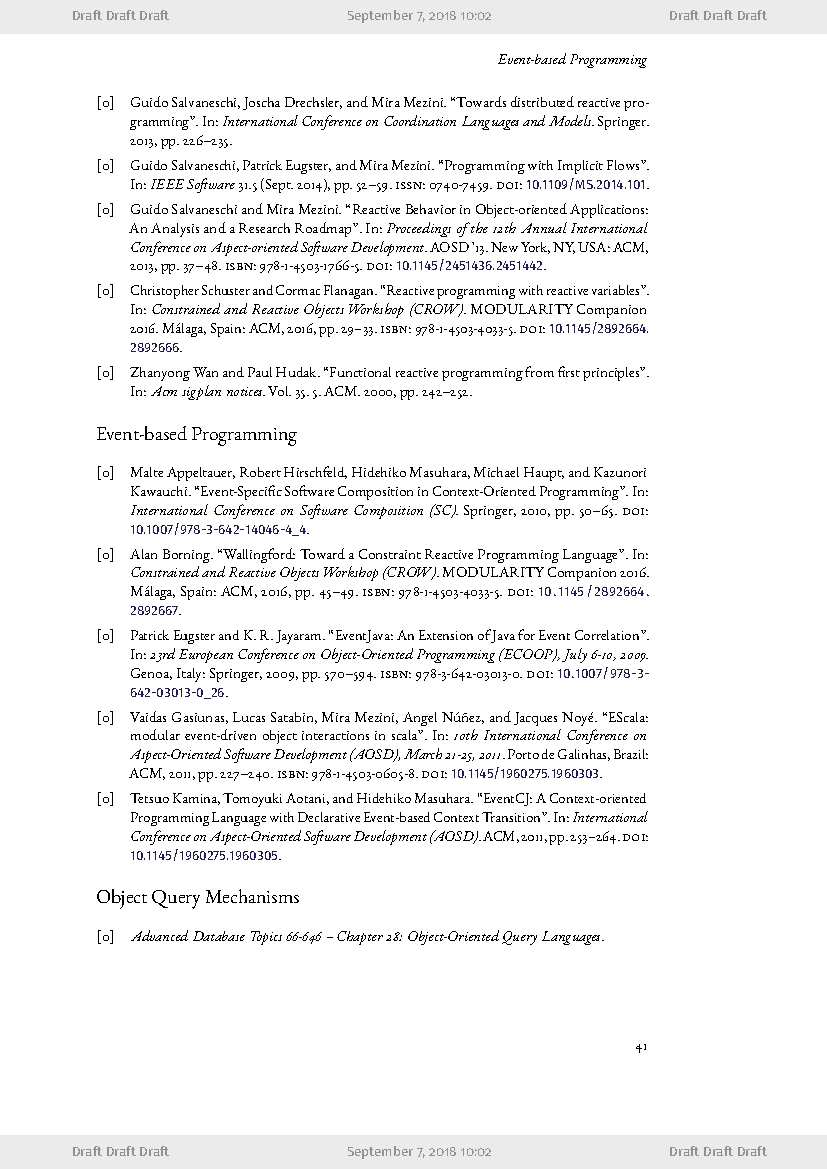 Draft Draft Draft September 7, 2018 10:02 Draft Draft Draft
Event-based Programming
[0] Guido Salvaneschi, Joscha Drechsler, and Mira Mezini. “Towards distributed reactive pro-
gramming”. In: International Conference on Coordination Languages and Models. Springer.
2013, pp. 226–235.
[0] Guido Salvaneschi, Patrick Eugster, and Mira Mezini. “Programming with Implicit Flows”.
In: IEEE Software 31.5 (Sept. 2014), pp. 52–59. ISSN: 0740-7459. DOI: 10.1109/MS.2014.101.
[0] Guido Salvaneschi and Mira Mezini. “Reactive Behavior in Object-oriented Applications:
An Analysis and a Research Roadmap”. In: Proceedings of the 12th Annual International
Conference on Aspect-oriented Software Development. AOSD ’13. New York, NY, USA: ACM,
2013, pp. 37–48. ISBN: 978-1-4503-1766-5. DOI: 10.1145/2451436.2451442.
[0] Christopher Schuster and Cormac Flanagan. “Reactive programming with reactive variables”.
In: Constrained and Reactive Objects Workshop (CROW). MODULARITY Companion
2016. Málaga, Spain: ACM, 2016, pp. 29–33. ISBN: 978-1-4503-4033-5. DOI: 10.1145/2892664.
2892666.
[0] Zhanyong Wan and Paul Hudak. “Functional reactive programming from first principles”.
In: Acm sigplan notices. Vol. 35. 5. ACM. 2000, pp. 242–252.
Event-based Programming
[0] Malte Appeltauer, Robert Hirschfeld, Hidehiko Masuhara, Michael Haupt, and Kazunori
Kawauchi. “Event-Specific Software Composition in Context-Oriented Programming”. In:
International Conference on Software Composition (SC). Springer, 2010, pp. 50–65. DOI:
10.1007/978-3-642-14046-4_4.
[0] Alan Borning. “Wallingford: Toward a Constraint Reactive Programming Language”. In:
Constrained and Reactive Objects Workshop (CROW). MODULARITY Companion 2016.
Málaga, Spain: ACM, 2016, pp. 45–49. ISBN: 978-1-4503-4033-5. DOI: 10.1145/2892664.
2892667.
[0] Patrick Eugster and K. R. Jayaram. “EventJava: An Extension of Java for Event Correlation”.
In: 23rd European Conference on Object-Oriented Programming (ECOOP), July 6-10, 2009.
Genoa, Italy: Springer, 2009, pp. 570–594. ISBN: 978-3-642-03013-0. DOI: 10.1007/978-3-
642-03013-0_26.
[0] Vaidas Gasiunas, Lucas Satabin, Mira Mezini, Angel Núñez, and Jacques Noyé. “EScala:
modular event-driven object interactions in scala”. In: 10th International Conference on
Aspect-Oriented Software Development (AOSD), March 21-25, 2011. Porto de Galinhas, Brazil:
ACM, 2011, pp. 227–240. ISBN: 978-1-4503-0605-8. DOI: 10.1145/1960275.1960303.
[0] Tetsuo Kamina, Tomoyuki Aotani, and Hidehiko Masuhara. “EventCJ: A Context-oriented
Programming Language with Declarative Event-based Context Transition”. In: International
Conference on Aspect-Oriented Software Development (AOSD). ACM, 2011, pp. 253–264. DOI:
10.1145/1960275.1960305.
Object Query Mechanisms
[0] Advanced Database Topics 66-646 – Chapter 28: Object-Oriented Query Languages.
41
Draft Draft Draft September 7, 2018 10:02 Draft Draft Draft